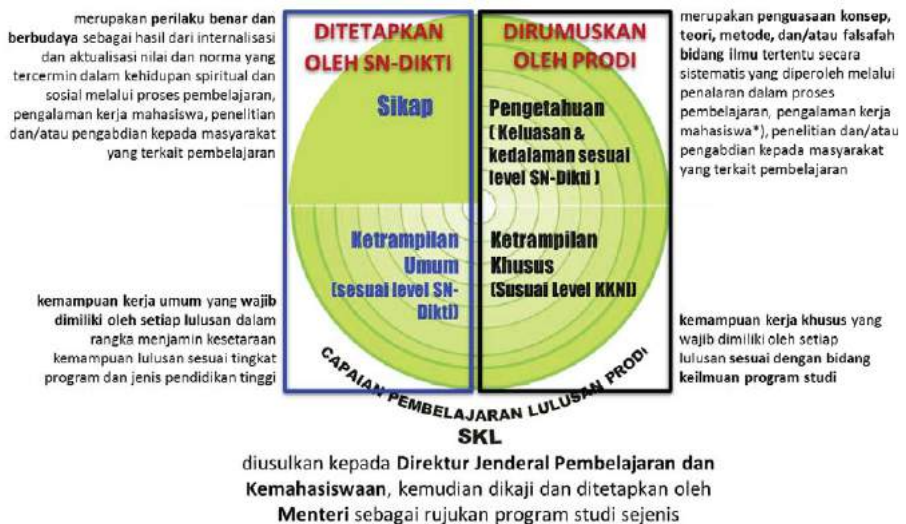 merupakan perilaku benar dan
berbudaya sebagai hasil dari internalisasi
dan aktualisasi nilai dan norma yang
tercermin dalam kehidupan spiritual dan
sosial melalui proses pembelajaran,
pengalaman kerja mahasiswa, penelitian
dan/atau pengabdian kepada masyarakat
yang terkait pembelajaran
DITETAPKAN
OLEH SN-DIKTI
Sikap
DIRUMUSKAN
OLEH PRODI
Pengetahuan
( Keluasan &
kedalaman sesuai
level SN-Dikti )
merupakan penguasaan konsep,
teori, metode, dan/atau falsafah
bidang ilmu tertentu secara
sistematis yang diperoleh melalui
penalaran dalam proses
pembelajaran, pengalaman kerja
mahasiswa*), penelitian dan/atau
pengabdian kepada masyarakat
yang terkait pembelajaran
kemampuan kerja umum yang wajib
dimiliki oleh setiap lulusan dalam
rangka menjamin kesetaraan
kemampuan lulusan sesuai tingkat
program dan jenis pendidikan tinggi
Ketrampilan
Umum
(sesuai level SN-
Dikti)
Ketrampilan
Khusus
(Susuai Level KKNI)
kemampuan kerja khusus yang
wajib dimiliki oleh setiap
lulusan sesuai dengan bidang
keilmuan program studi
CAPAIAN PEMBELAJARAN LULUSAN PRODI
SKL
diusulkan kepada Direktur Jenderal Pembelajaran dan
Kemahasiswaan, kemudian dikaji dan ditetapkan oleh
Menteri sebagai rujukan program studi sejenis